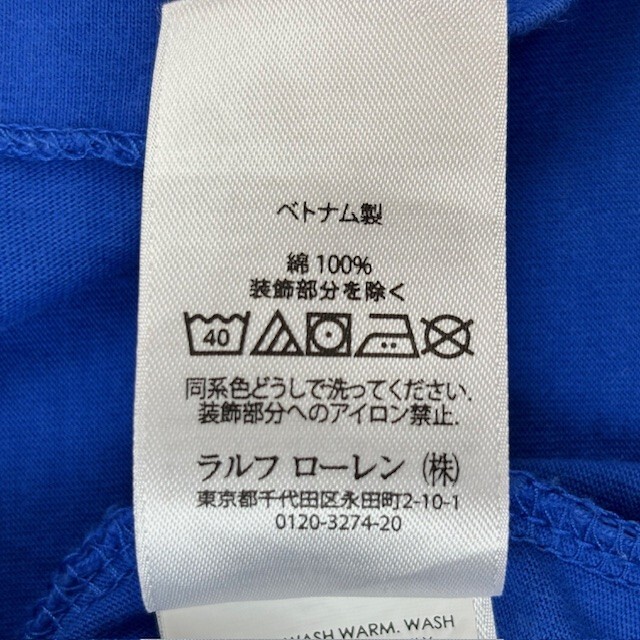 ベトナム製
綿 100%
装飾部分を除く
40
同系色どうしで洗ってください.
装飾部分へのアイロン禁止.
ラルフ ローレン (株)
東京都千代田区永田町2-10-1
0120-3274-20
WASH WARM. WASH